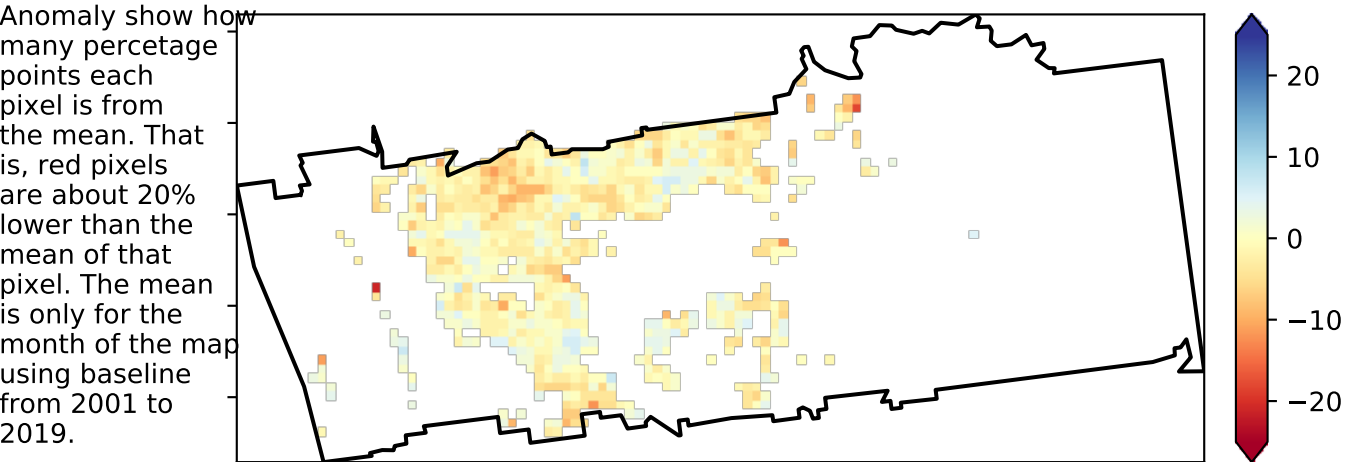 Anomaly show how
many percetage
points each
pixel is from
the mean. That
is, red pixels
are about 20%
lower than the
mean of that
pixel. The mean
is only for the
month of the map
using baseline
from 2001 to
2019.
20
10
0
−10
−20